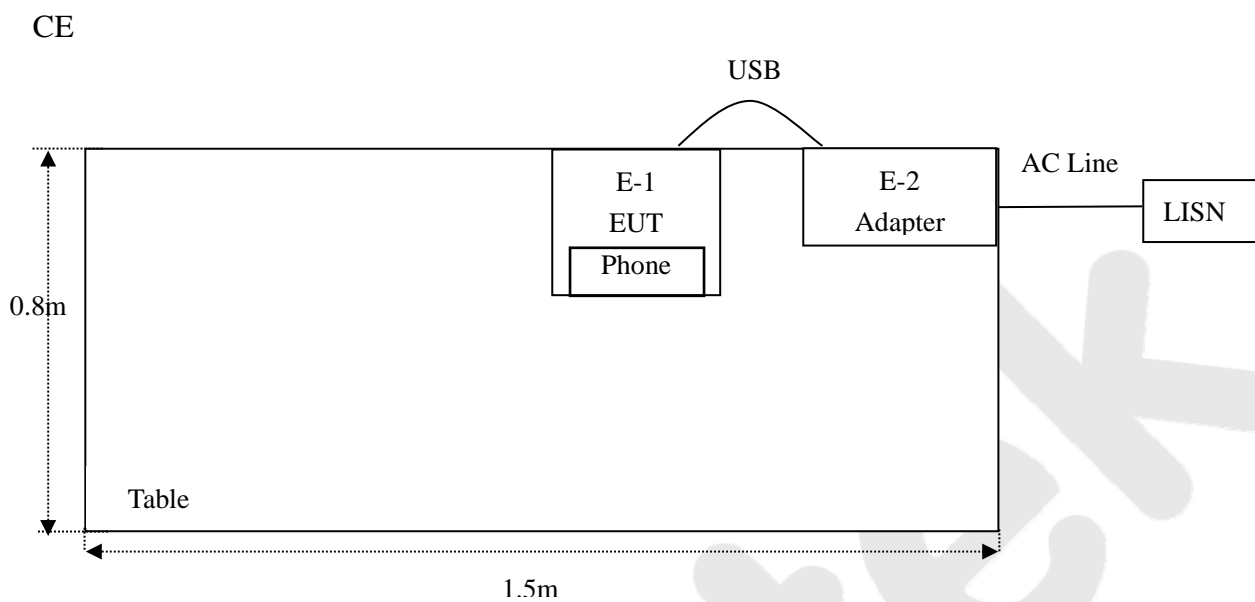 CE
USB
AC Line
E-1
EUT
Phone
E-2
Adapter
LISN
0.8m
Table
1.5m